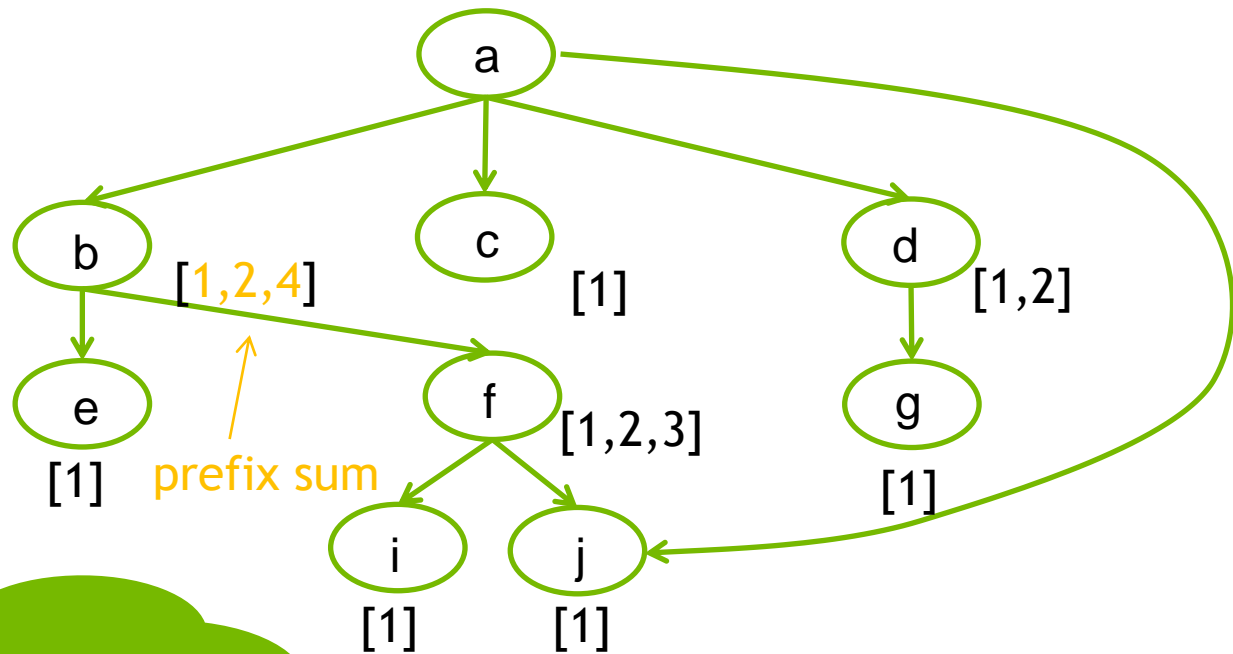 a
b
[1,2,4]
c
[1]
d
[1,2]
e
[1]
prefix sum
f
[1,2,3]
g
[1]
i
[1]
j
[1]